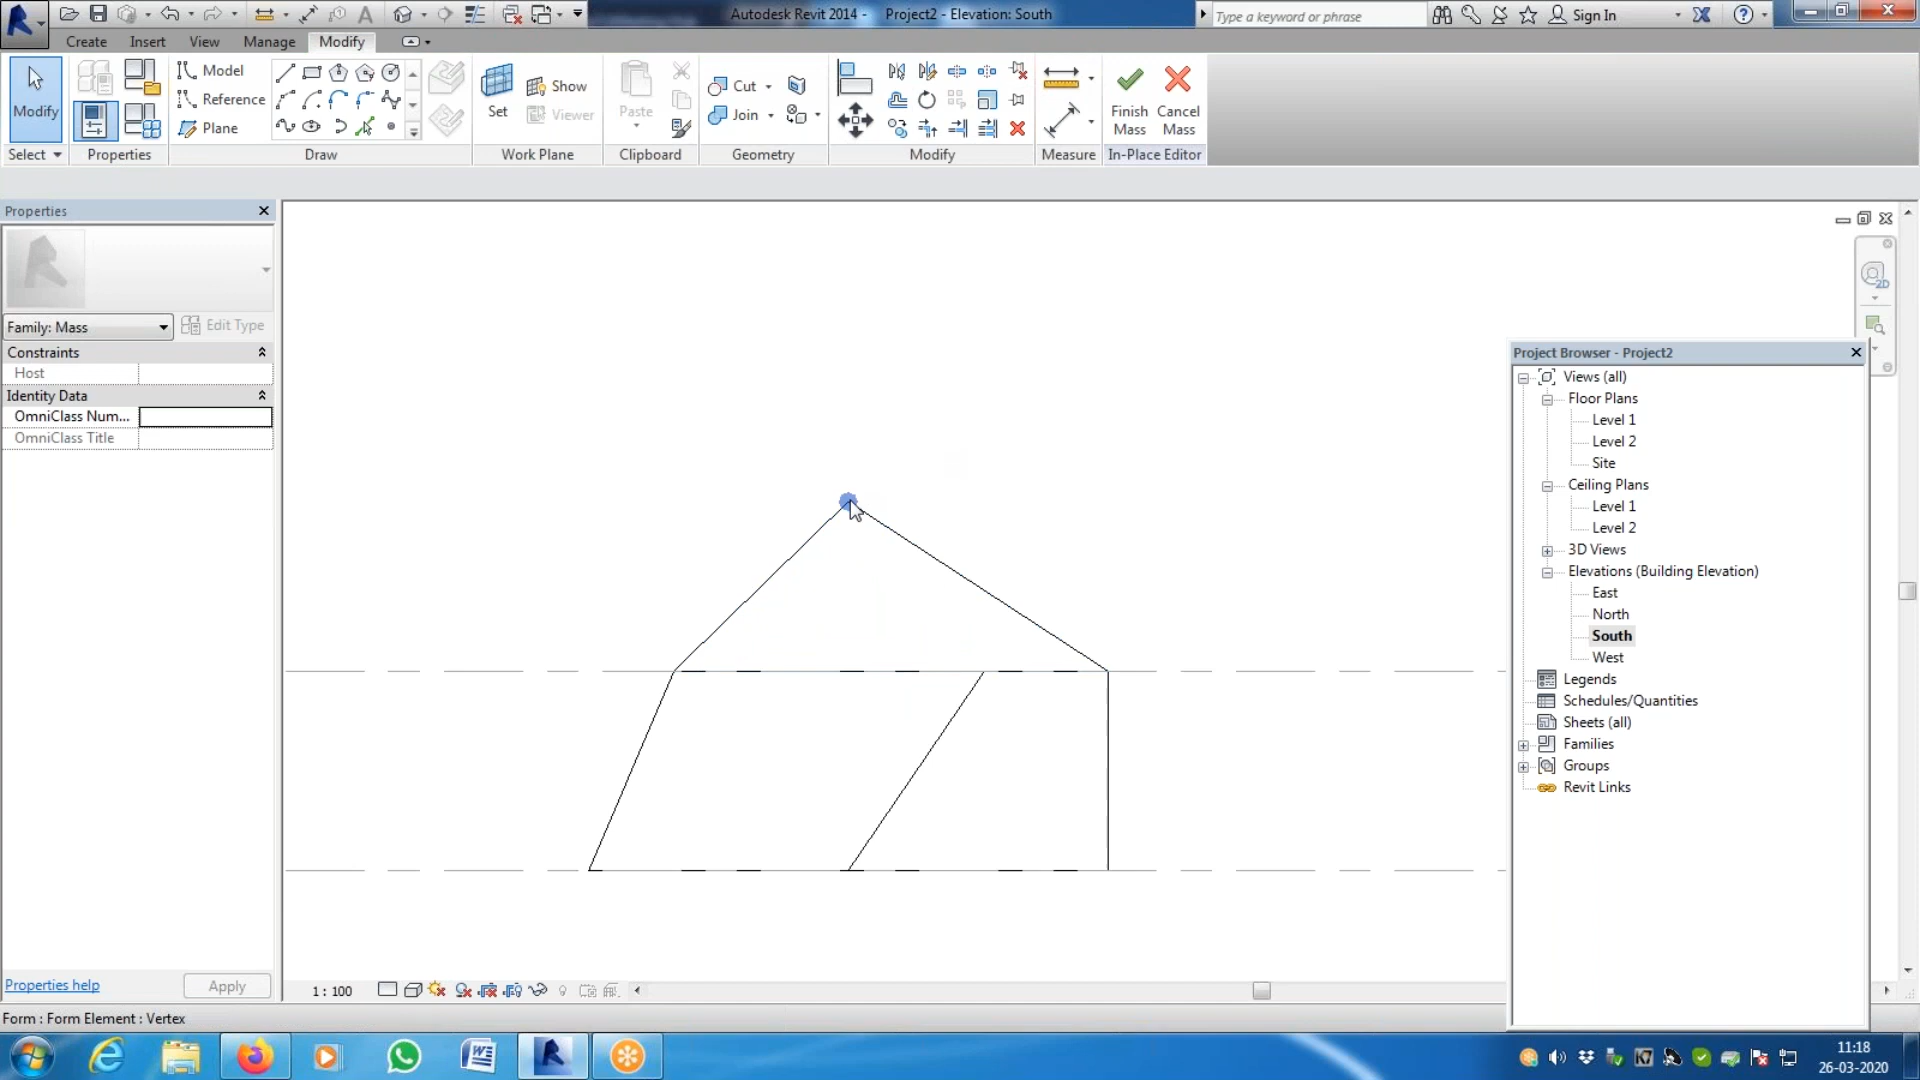 Autodesk Revit 2014 - Project2 - Elevation: South
Type a keyword or phrase
Sign In
Create Insert View Manage Modify
Modify
Model
Reference
Plane
Set
Show
Viewer
Paste
Cut
Join
Finish Mass
Cancel Mass
Select Properties Draw Work Plane Clipboard Geometry Modify Measure In-Place Editor
Properties
Family: Mass
Edit Type
Constraints
Host
Identity Data
OmniClass Num...
OmniClass Title
Properties help
Apply
1 : 100
2D
Project Browser - Project2
Views (all)
Floor Plans
Level 1
Level 2
Site
Ceiling Plans
Level 1
Level 2
3D Views
Elevations (Building Elevation)
East
North
South
West
Legends
Schedules/Quantities
Sheets (all)
Families
Groups
Revit Links
Form : Form Element : Vertex
11:18
26-03-2020